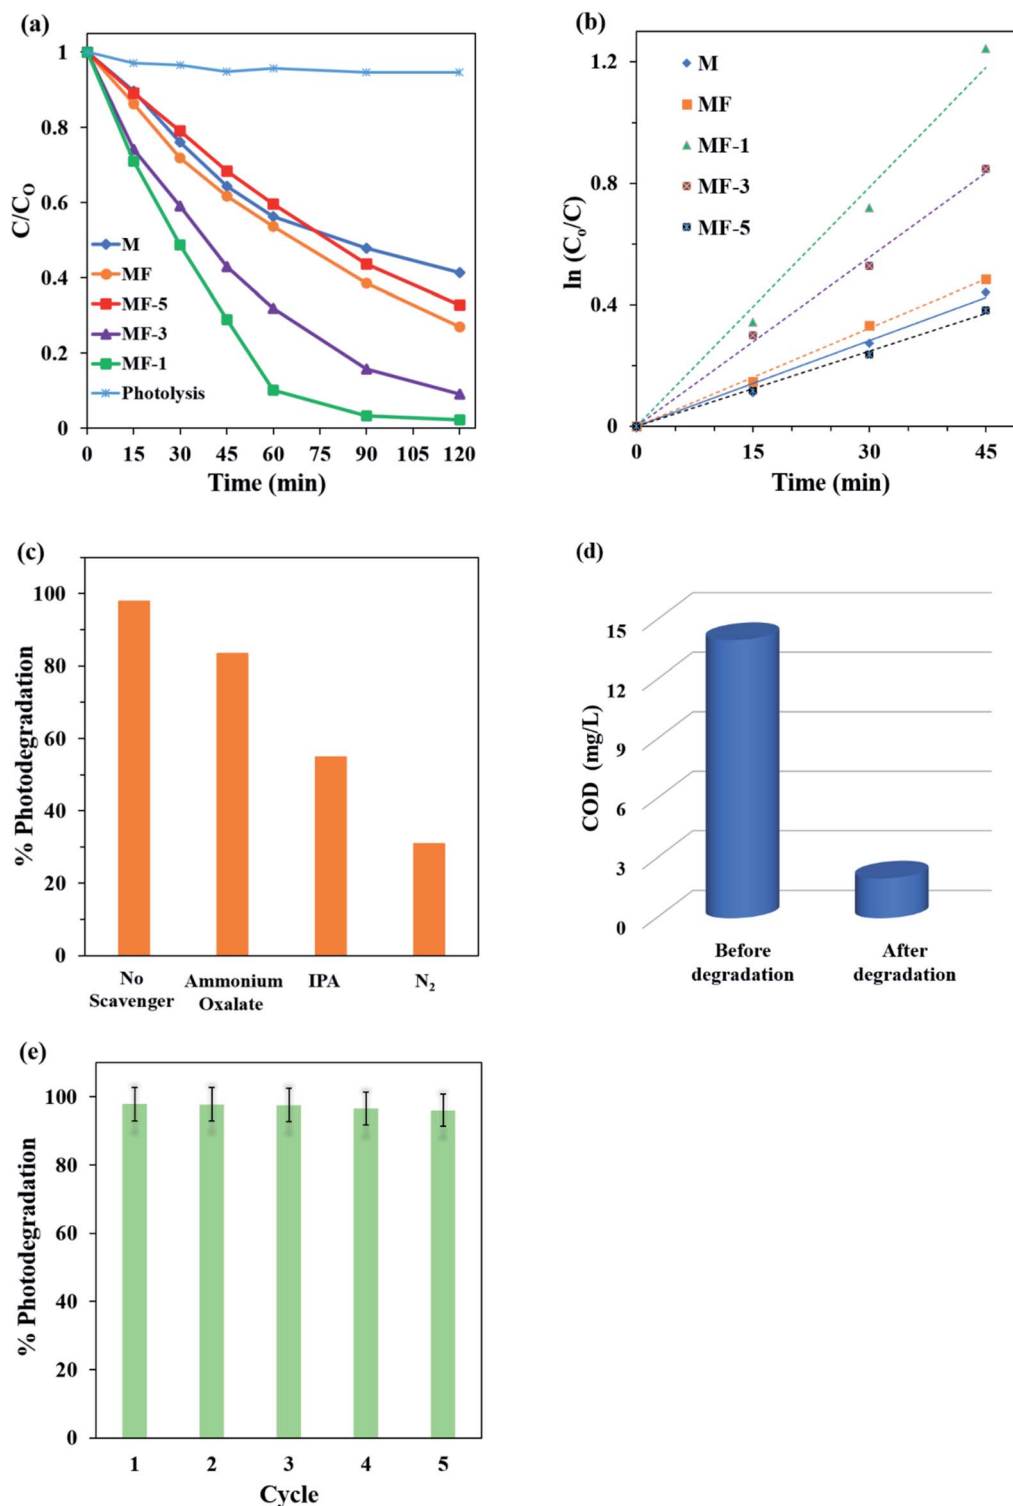 (a)
1
0.8
0.6
0.4
0.2
0
C/C₀
M
MF
MF-5
MF-3
MF-1
Photolysis
0 15 30 45 60 75 90 105 120
Time (min)
(b)
1.2
0.8
0.4
0
ln (Cₒ/C)
M
MF
MF-1
MF-3
MF-5
0 15 30 45
Time (min)
(c)
100
80
60
40
20
0
% Photodegradation
No
Scavenger
Ammonium
Oxalate
IPA
N₂
(d)
15
12
9
6
3
0
COD (mg/L)
Before
degradation
After
degradation
(e)
100
80
60
40
20
0
% Photodegradation
1 2 3 4 5
Cycle